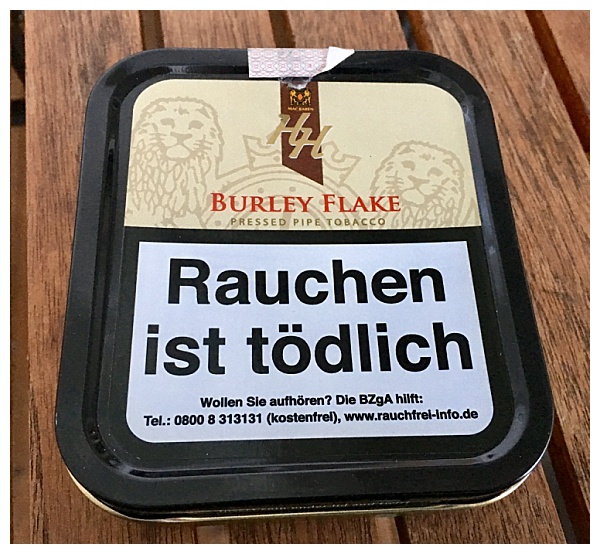 MAC BAREN
HH
BURLEY FLAKE
PRESSED PIPE TOBACCO
Rauchen
ist tödlich
Wollen Sie aufhören? Die BZgA hilft:
Tel.: 0800 8 313131 (kostenfrei), www.rauchfrei-info.de